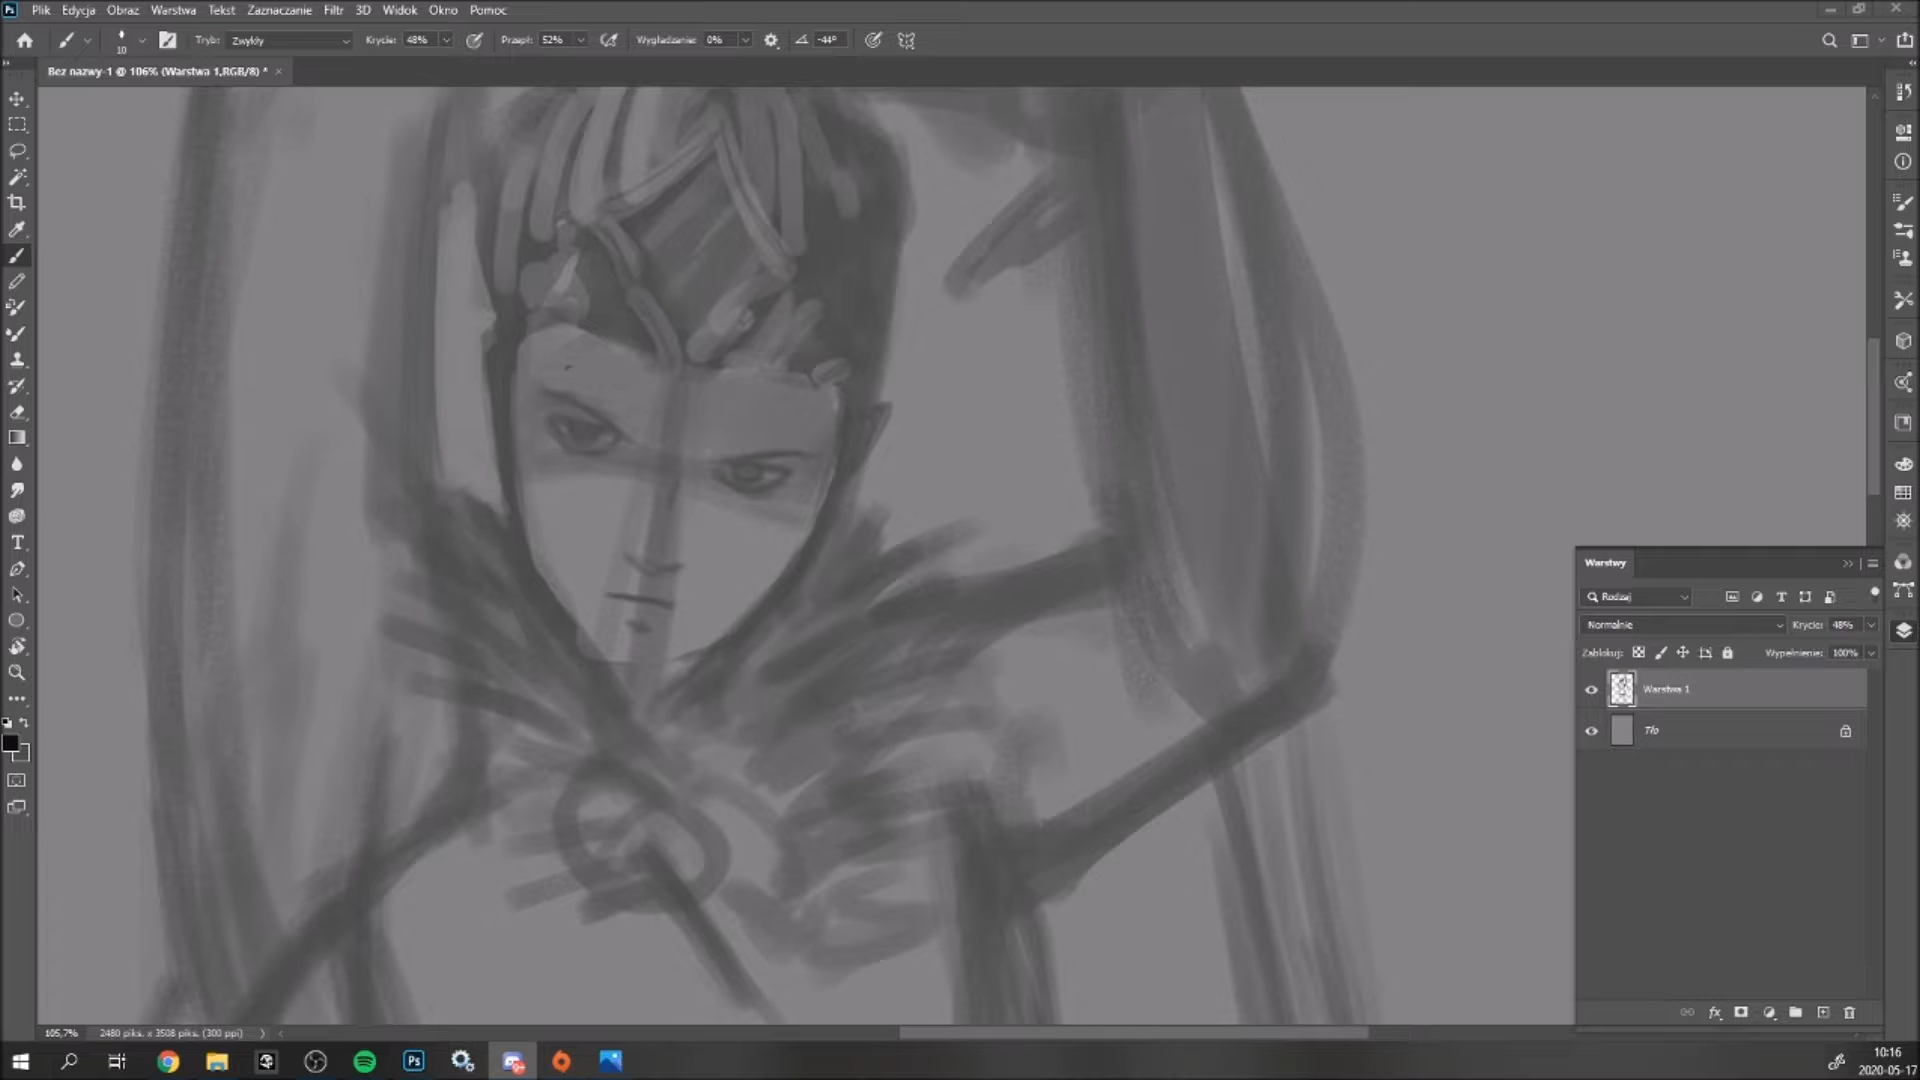 Ps Plik Edycja Obraz Warstwa Tekst Zaznaczanie Filtr 3D Widok Okno Pomoc
10 Tryb: Zwykły Krycie: 48% Przepł: 52% Wygładzanie: 0% -44°
Bez nazwy-1 @ 106% (Warstwa 1,RGB/8) * ×
Warstwy
Rodzaj
Normalnie Krycie: 48%
Zablokuj: Wypełnienie: 100%
Warstwa 1
Tło
105,7% 2480 piks. x 3508 piks. (300 ppi)
Ps
10:16
2020-05-17